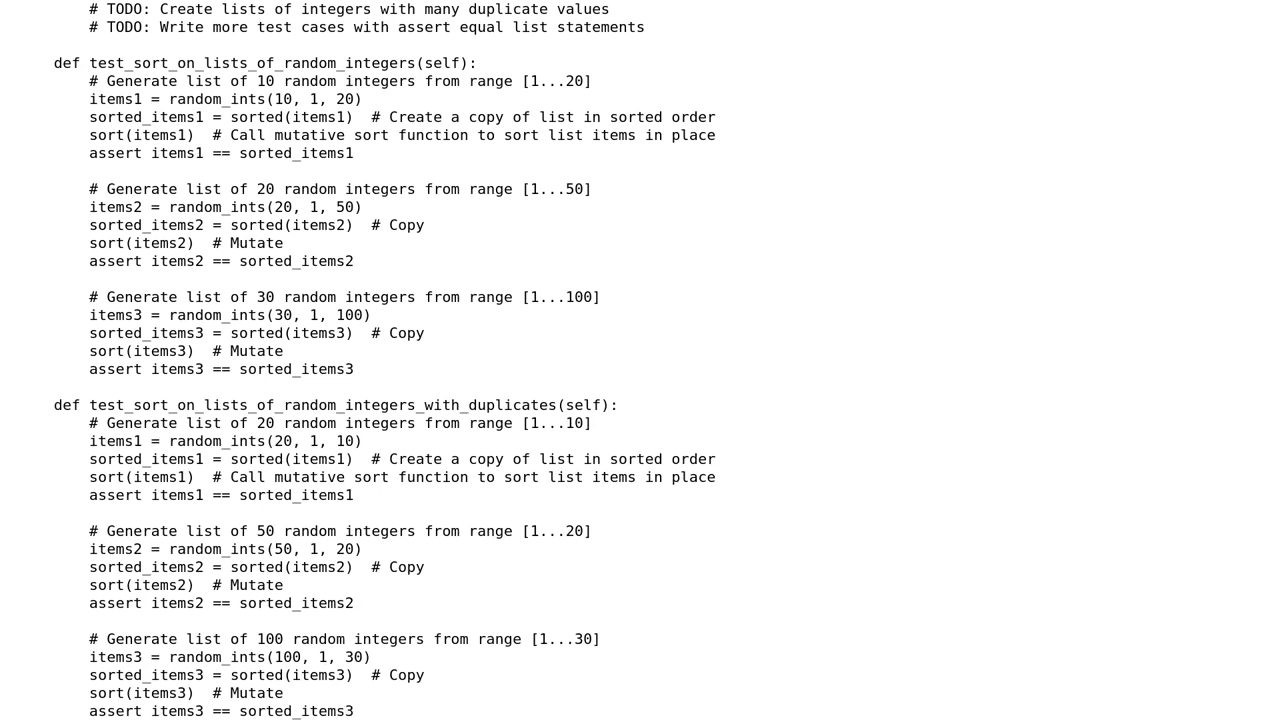 # TODO: Create lists of integers with many duplicate values
        # TODO: Write more test cases with assert equal list statements

    def test_sort_on_lists_of_random_integers(self):
        # Generate list of 10 random integers from range [1...20]
        items1 = random_ints(10, 1, 20)
        sorted_items1 = sorted(items1)  # Create a copy of list in sorted order
        sort(items1)  # Call mutative sort function to sort list items in place
        assert items1 == sorted_items1

        # Generate list of 20 random integers from range [1...50]
        items2 = random_ints(20, 1, 50)
        sorted_items2 = sorted(items2)  # Copy
        sort(items2)  # Mutate
        assert items2 == sorted_items2

        # Generate list of 30 random integers from range [1...100]
        items3 = random_ints(30, 1, 100)
        sorted_items3 = sorted(items3)  # Copy
        sort(items3)  # Mutate
        assert items3 == sorted_items3

    def test_sort_on_lists_of_random_integers_with_duplicates(self):
        # Generate list of 20 random integers from range [1...10]
        items1 = random_ints(20, 1, 10)
        sorted_items1 = sorted(items1)  # Create a copy of list in sorted order
        sort(items1)  # Call mutative sort function to sort list items in place
        assert items1 == sorted_items1

        # Generate list of 50 random integers from range [1...20]
        items2 = random_ints(50, 1, 20)
        sorted_items2 = sorted(items2)  # Copy
        sort(items2)  # Mutate
        assert items2 == sorted_items2

        # Generate list of 100 random integers from range [1...30]
        items3 = random_ints(100, 1, 30)
        sorted_items3 = sorted(items3)  # Copy
        sort(items3)  # Mutate
        assert items3 == sorted_items3